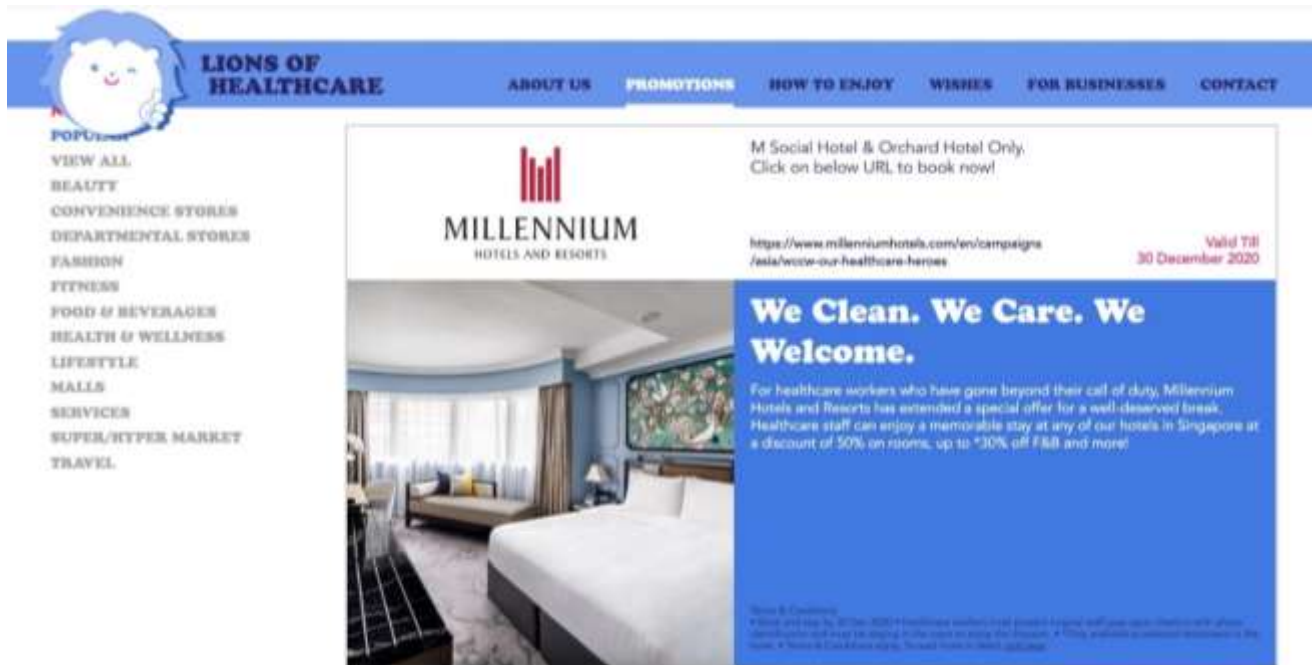 LIONS OF
HEALTHCARE
ABOUT US
PROMOTIONS
HOW TO ENJOY
WISHES
FOR BUSINESSES
CONTACT
POPULAR
VIEW ALL
BEAUTY
CONVENIENCE STORES
DEPARTMENTAL STORES
FASHION
FITNESS
FOOD & BEVERAGES
HEALTH & WELLNESS
LIFESTYLE
MALLS
SERVICES
SUPER/HYPER MARKET
TRAVEL
MILLENNIUM
HOTELS AND RESORTS
M Social Hotel & Orchard Hotel Only.
Click on below URL to book now!
https://www.millenniumhotels.com/en/campaigns
/asia/wccw-our-healthcare-heroes
Valid Till
30 December 2020
We Clean. We Care. We
Welcome.
For healthcare workers who have gone beyond their call of duty, Millennium
Hotels and Resorts has extended a special offer for a well-deserved break.
Healthcare staff can enjoy a memorable stay at any of our hotels in Singapore at
a discount of 50% on rooms, up to *30% off F&B and more!
Terms & Conditions